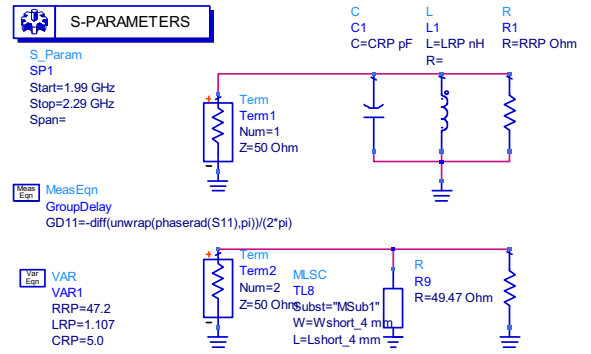 S-PARAMETERS
S_Param
SP1
Start=1.99 GHz
Stop=2.29 GHz
Span=
C
C1
C=CRP pF
L
L1
L=LRP nH
R=
R
R1
R=RRP Ohm
+
Term
Term1
Num=1
Z=50 Ohm
-
Meas
Eqn
MeasEqn
GroupDelay
GD11=-diff(unwrap(phaserad(S11),pi))/(2*pi)
Var
Eqn
VAR
VAR1
RRP=47.2
LRP=1.107
CRP=5.0
+
Term
Term2
Num=2
Z=50 Ohm
-
MLSC
TL8
Subst="MSub1"
W=Wshort_4 mm
L=Lshort_4 mm
R
R9
R=49.47 Ohm